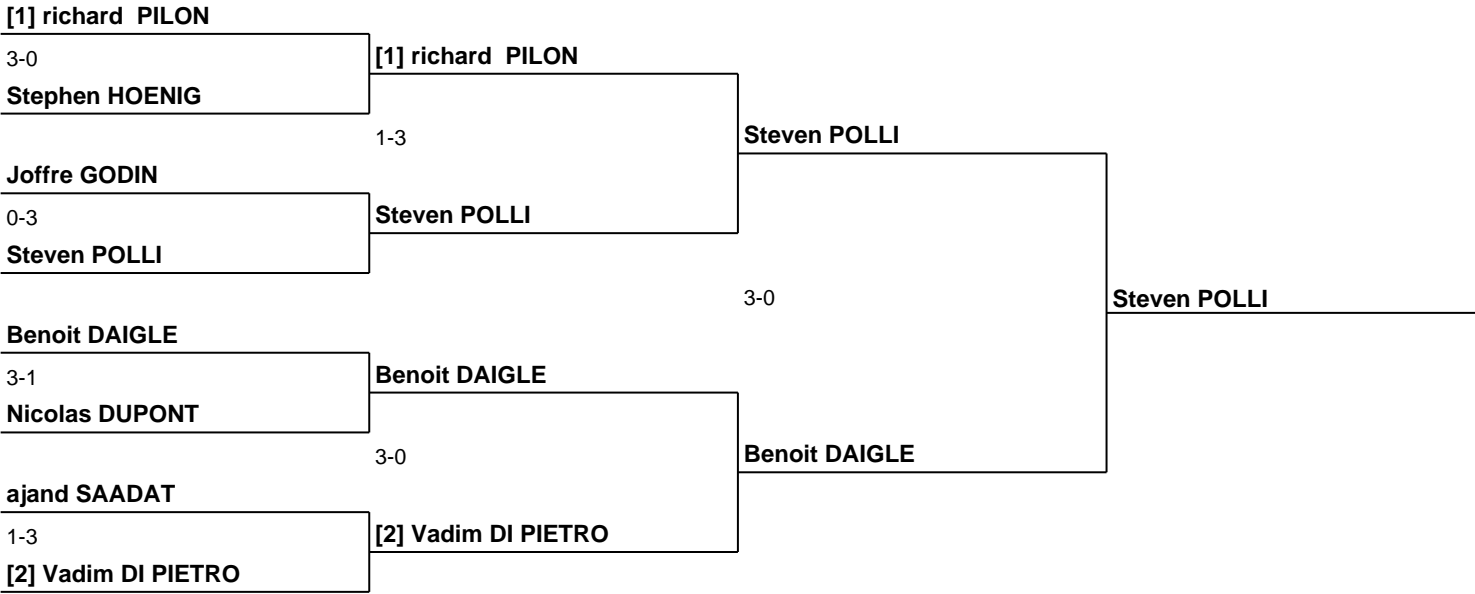 [1] richard  PILON
3-0
Stephen HOENIG
Joffre GODIN
0-3
Steven POLLI
Benoit DAIGLE
3-1
Nicolas DUPONT
ajand SAADAT
1-3
[2] Vadim DI PIETRO
[1] richard  PILON
1-3
Steven POLLI
Benoit DAIGLE
3-0
[2] Vadim DI PIETRO
Steven POLLI
3-0
Benoit DAIGLE
Steven POLLI